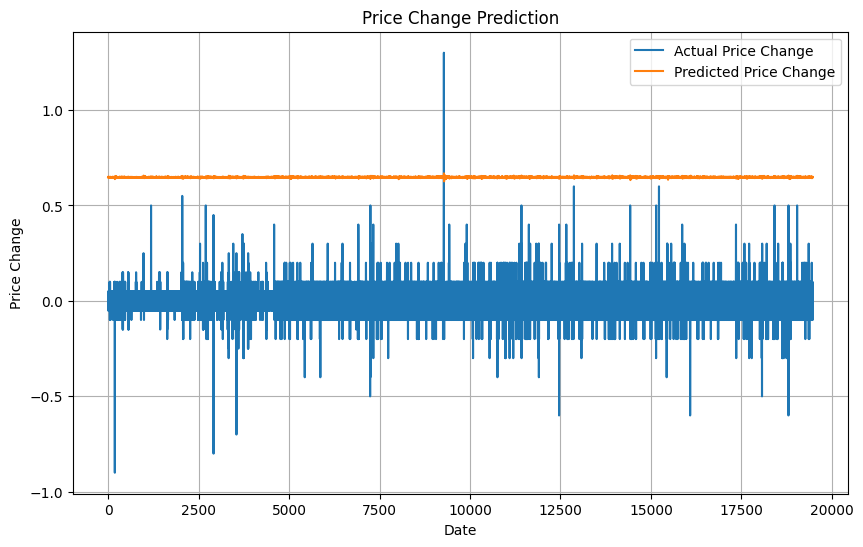 Price Change Prediction
Actual Price Change
Predicted Price Change
Price Change
1.0
0.5
0.0
−0.5
−1.0
0
2500
5000
7500
10000
12500
15000
17500
20000
Date